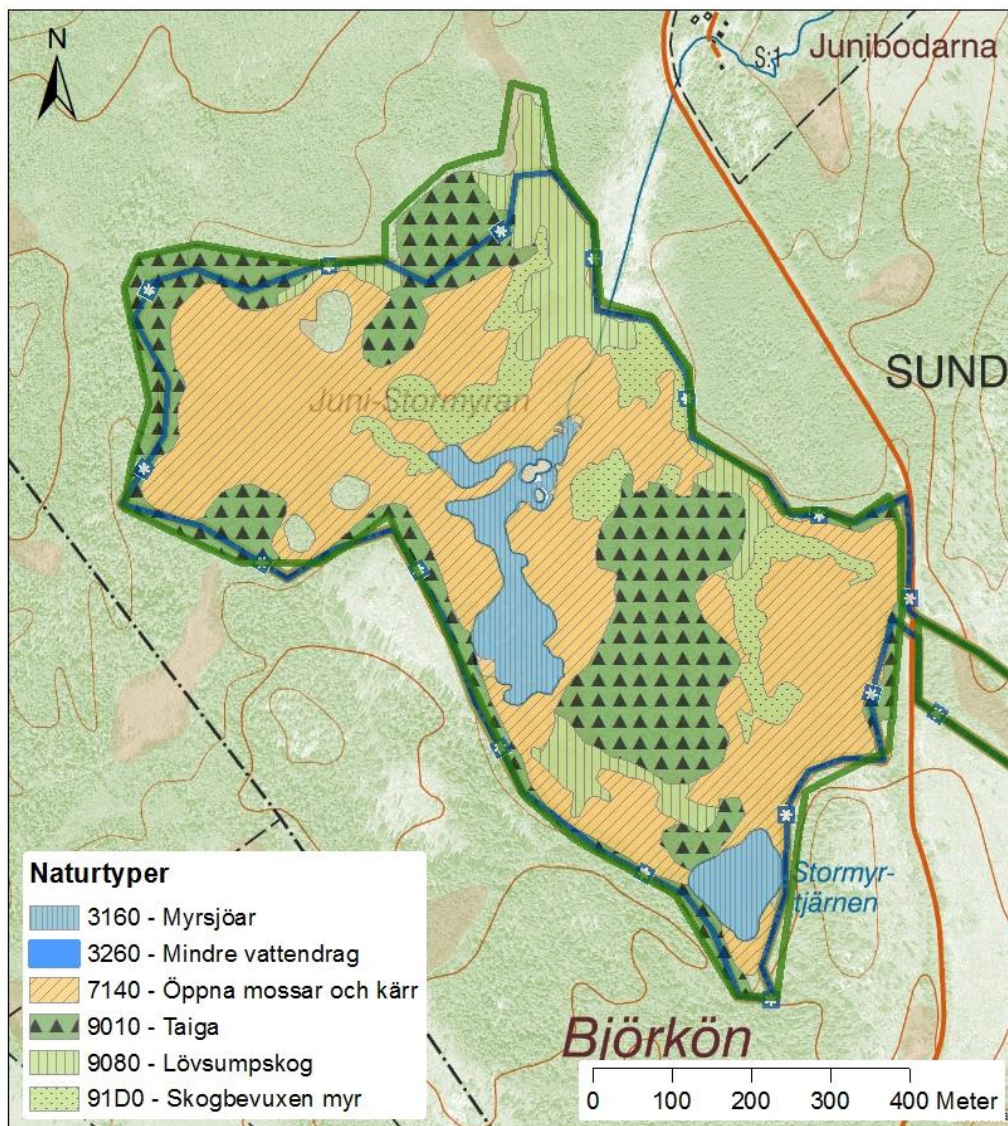 N
S:1
Junibodarna
SUND
Juni-Stormyran
Stormyr-
tjärnen
Björkön
Naturtyper
3160 - Myrsjöar
3260 - Mindre vattendrag
7140 - Öppna mossar och kärr
9010 - Taiga
9080 - Lövsumpskog
91D0 - Skogbevuxen myr
0 100 200 300 400 Meter